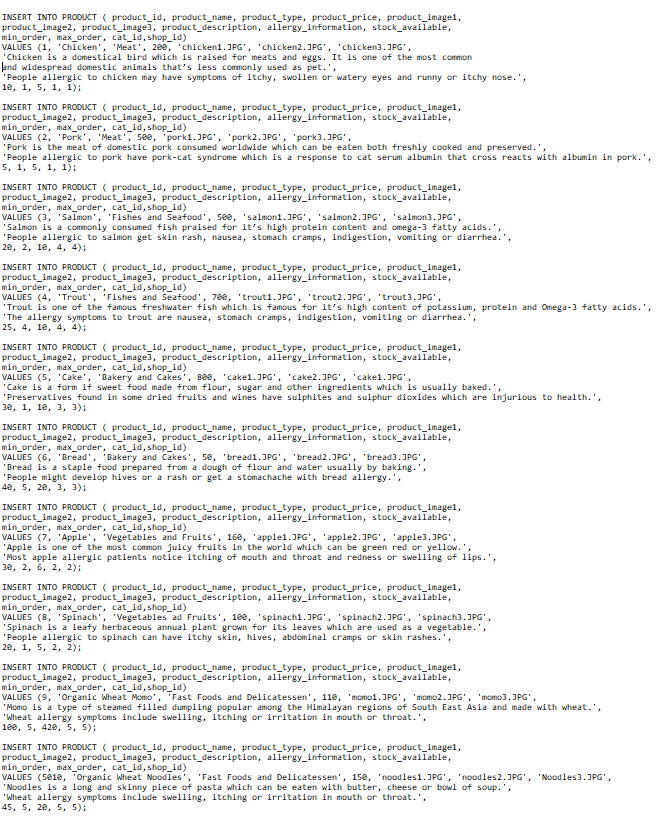 INSERT INTO PRODUCT ( product_id, product_name, product_type, product_price, product_image1,
product_image2, product_image3, product_description, allergy_information, stock_available,
min_order, max_order, cat_id,shop_id)
VALUES (1, 'Chicken', 'Meat', 200, 'chicken1.JPG', 'chicken2.JPG', 'chicken3.JPG',
'Chicken is a domestical bird which is raised for meats and eggs. It is one of the most common
and widespread domestic animals that’s less commonly used as pet.',
'People allergic to chicken may have symptoms of itchy, swollen or watery eyes and runny or itchy nose.',
10, 1, 5, 1, 1);
INSERT INTO PRODUCT ( product_id, product_name, product_type, product_price, product_image1,
product_image2, product_image3, product_description, allergy_information, stock_available,
min_order, max_order, cat_id,shop_id)
VALUES (2, 'Pork', 'Meat', 500, 'pork1.JPG', 'pork2.JPG', 'pork3.JPG',
'Pork is the meat of domestic pork consumed worldwide which can be eaten both freshly cooked and preserved.',
'People allergic to pork have pork-cat syndrome which is a response to cat serum albumin that cross reacts with albumin in pork.',
5, 1, 5, 1, 1);
INSERT INTO PRODUCT ( product_id, product_name, product_type, product_price, product_image1,
product_image2, product_image3, product_description, allergy_information, stock_available,
min_order, max_order, cat_id,shop_id)
VALUES (3, 'Salmon', 'Fishes and Seafood', 500, 'salmon1.JPG', 'salmon2.JPG', 'salmon3.JPG',
'Salmon is a commonly consumed fish praised for it’s high protein content and omega-3 fatty acids.',
'People allergic to salmon get skin rash, nausea, stomach cramps, indigestion, vomiting or diarrhea.',
20, 2, 10, 4, 4);
INSERT INTO PRODUCT ( product_id, product_name, product_type, product_price, product_image1,
product_image2, product_image3, product_description, allergy_information, stock_available,
min_order, max_order, cat_id,shop_id)
VALUES (4, 'Trout', 'Fishes and Seafood', 700, 'trout1.JPG', 'trout2.JPG', 'trout3.JPG',
'Trout is one of the famous freshwater fish which is famous for it’s high content of potassium, protein and Omega-3 fatty acids.',
'The allergy symptoms to trout are nausea, stomach cramps, indigestion, vomiting or diarrhea.',
25, 4, 10, 4, 4);
INSERT INTO PRODUCT ( product_id, product_name, product_type, product_price, product_image1,
product_image2, product_image3, product_description, allergy_information, stock_available,
min_order, max_order, cat_id,shop_id)
VALUES (5, 'Cake', 'Bakery and Cakes', 800, 'cake1.JPG', 'cake2.JPG', 'cake1.JPG',
'Cake is a form if sweet food made from flour, sugar and other ingredients which is usually baked.',
'Preservatives found in some dried fruits and wines have sulphites and sulphur dioxides which are injurious to health.',
30, 1, 10, 3, 3);
INSERT INTO PRODUCT ( product_id, product_name, product_type, product_price, product_image1,
product_image2, product_image3, product_description, allergy_information, stock_available,
min_order, max_order, cat_id,shop_id)
VALUES (6, 'Bread', 'Bakery and Cakes', 50, 'bread1.JPG', 'bread2.JPG', 'bread3.JPG',
'Bread is a staple food prepared from a dough of flour and water usually by baking.',
'People might develop hives or a rash or get a stomachache with bread allergy.',
40, 5, 20, 3, 3);
INSERT INTO PRODUCT ( product_id, product_name, product_type, product_price, product_image1,
product_image2, product_image3, product_description, allergy_information, stock_available,
min_order, max_order, cat_id,shop_id)
VALUES (7, 'Apple', 'Vegetables and Fruits', 160, 'apple1.JPG', 'apple2.JPG', 'apple3.JPG',
'Apple is one of the most common juicy fruits in the world which can be green red or yellow.',
'Most apple allergic patients notice itching of mouth and throat and redness or swelling of lips.',
30, 2, 6, 2, 2);
INSERT INTO PRODUCT ( product_id, product_name, product_type, product_price, product_image1,
product_image2, product_image3, product_description, allergy_information, stock_available,
min_order, max_order, cat_id,shop_id)
VALUES (8, 'Spinach', 'Vegetables ad Fruits', 100, 'spinach1.JPG', 'spinach2.JPG', 'spinach3.JPG',
'Spinach is a leafy herbaceous annual plant grown for its leaves which are used as a vegetable.',
'People allergic to spinach can have itchy skin, hives, abdominal cramps or skin rashes.',
20, 1, 5, 2, 2);
INSERT INTO PRODUCT ( product_id, product_name, product_type, product_price, product_image1,
product_image2, product_image3, product_description, allergy_information, stock_available,
min_order, max_order, cat_id,shop_id)
VALUES (9, 'Organic Wheat Momo', 'Fast Foods and Delicatessen', 110, 'momo1.JPG', 'momo2.JPG', 'momo3.JPG',
'Momo is a type of steamed filled dumpling popular among the Himalayan regions of South East Asia and made with wheat.',
'Wheat allergy symptoms include swelling, itching or irritation in mouth or throat.',
100, 5, 420, 5, 5);
INSERT INTO PRODUCT ( product_id, product_name, product_type, product_price, product_image1,
product_image2, product_image3, product_description, allergy_information, stock_available,
min_order, max_order, cat_id,shop_id)
VALUES (5010, 'Organic Wheat Noodles', 'Fast Foods and Delicatessen', 150, 'noodles1.JPG', 'noodles2.JPG', 'Noodles3.JPG',
'Noodles is a long and skinny piece of pasta which can be eaten with butter, cheese or bowl of soup.',
'Wheat allergy symptoms include swelling, itching or irritation in mouth or throat.',
45, 5, 20, 5, 5);